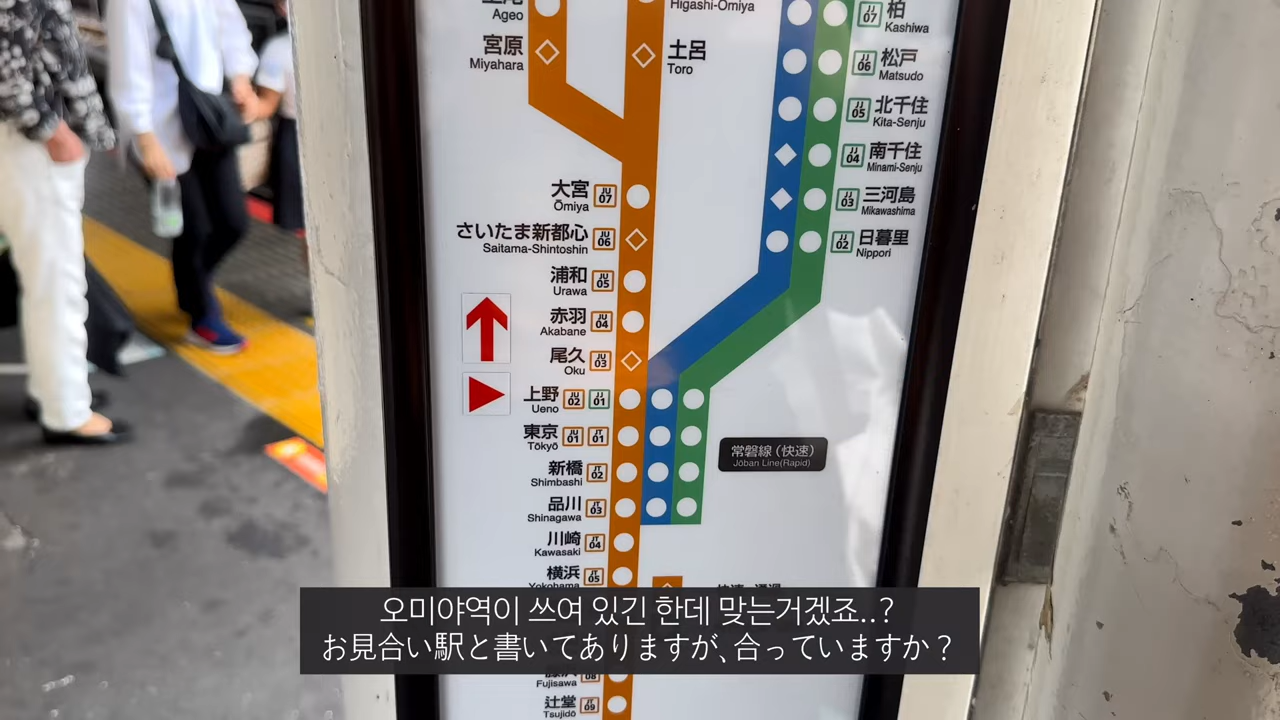 Ageo
Higashi-Omiya
宮原
Miyahara
土呂
Toro
大宮
Ōmiya
JU 07
さいたま新都心
Saitama-Shintoshin
JU 06
浦和
Urawa
JU 05
赤羽
Akabane
JU 04
尾久
Oku
JU 03
上野
Ueno
JU 02
JJ 01
東京
Tōkyō
JU 01
JT 01
新橋
Shimbashi
JT 02
品川
Shinagawa
JT 03
川崎
Kawasaki
JT 04
横浜
Yokohama
JT 05
JJ 07
柏
Kashiwa
JJ 06
松戸
Matsudo
JJ 05
北千住
Kita-Senju
JJ 04
南千住
Minami-Senju
JJ 03
三河島
Mikawashima
JJ 02
日暮里
Nippori
常磐線（快速）
Jōban Line(Rapid)
오미야역이 쓰여 있긴 한데 맞는거겠죠..?
お見合い駅と書いてありますが、合っていますか？
Fujisawa
08
辻堂
Tsujidō
JT 09